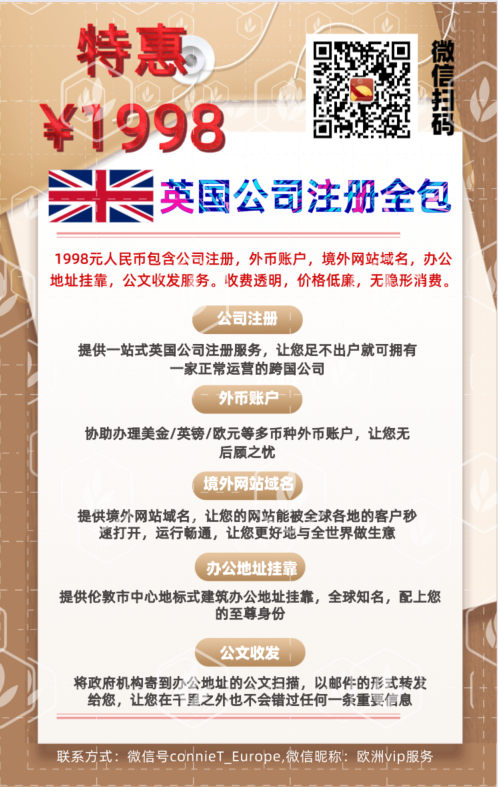 特惠
￥1998
微信扫码
英国公司注册全包
1998元人民币包含公司注册，外币账户，境外网站域名，办公
地址挂靠，公文收发服务。收费透明，价格低廉，无隐形消费。
公司注册
提供一站式英国公司注册服务，让您足不出户就可拥有
一家正常运营的跨国公司
外币账户
协助办理美金/英镑/欧元等多币种外币账户，让您无
后顾之忧
境外网站域名
提供境外网站域名，让您的网站能被全球各地的客户秒
速打开，运行畅通，让您更好地与全世界做生意
办公地址挂靠
提供伦敦市中心地标式建筑办公地址挂靠，全球知名，配上您
的至尊身份
公文收发
将政府机构寄到办公地址的公文扫描，以邮件的形式转发
给您，让您在千里之外也不会错过任何一条重要信息
联系方式：微信号connieT_Europe,微信昵称：欧洲vip服务